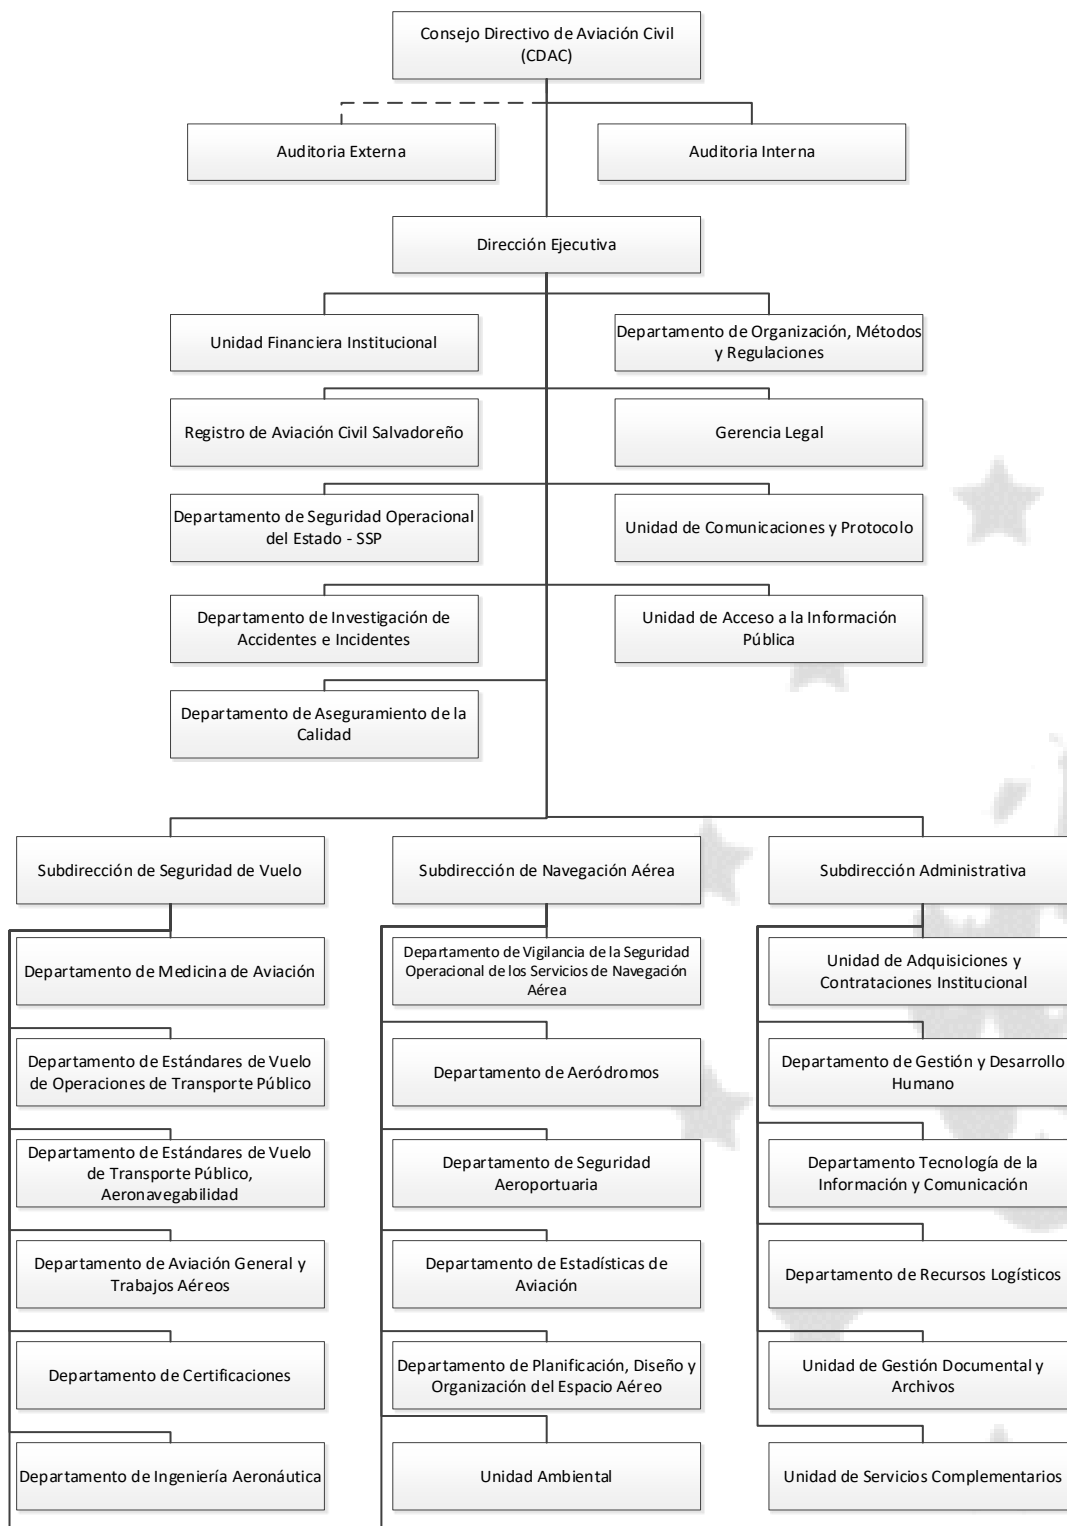 Consejo Directivo de Aviación Civil
(CDAC)
Auditoria Externa
Auditoria Interna
Dirección Ejecutiva
Unidad Financiera Institucional
Departamento de Organización, Métodos
y Regulaciones
Registro de Aviación Civil Salvadoreño
Gerencia Legal
Departamento de Seguridad Operacional
del Estado - SSP
Unidad de Comunicaciones y Protocolo
Departamento de Investigación de
Accidentes e Incidentes
Unidad de Acceso a la Información
Pública
Departamento de Aseguramiento de la
Calidad
Subdirección de Seguridad de Vuelo
Subdirección de Navegación Aérea
Subdirección Administrativa
Departamento de Medicina de Aviación
Departamento de Vigilancia de la Seguridad
Operacional de los Servicios de Navegación
Aérea
Unidad de Adquisiciones y
Contrataciones Institucional
Departamento de Estándares de Vuelo
de Operaciones de Transporte Público
Departamento de Aeródromos
Departamento de Gestión y Desarrollo
Humano
Departamento de Estándares de Vuelo
de Transporte Público,
Aeronavegabilidad
Departamento de Seguridad
Aeroportuaria
Departamento Tecnología de la
Información y Comunicación
Departamento de Aviación General y
Trabajos Aéreos
Departamento de Estadísticas de
Aviación
Departamento de Recursos Logísticos
Departamento de Certificaciones
Departamento de Planificación, Diseño y
Organización del Espacio Aéreo
Unidad de Gestión Documental y
Archivos
Departamento de Ingeniería Aeronáutica
Unidad Ambiental
Unidad de Servicios Complementarios